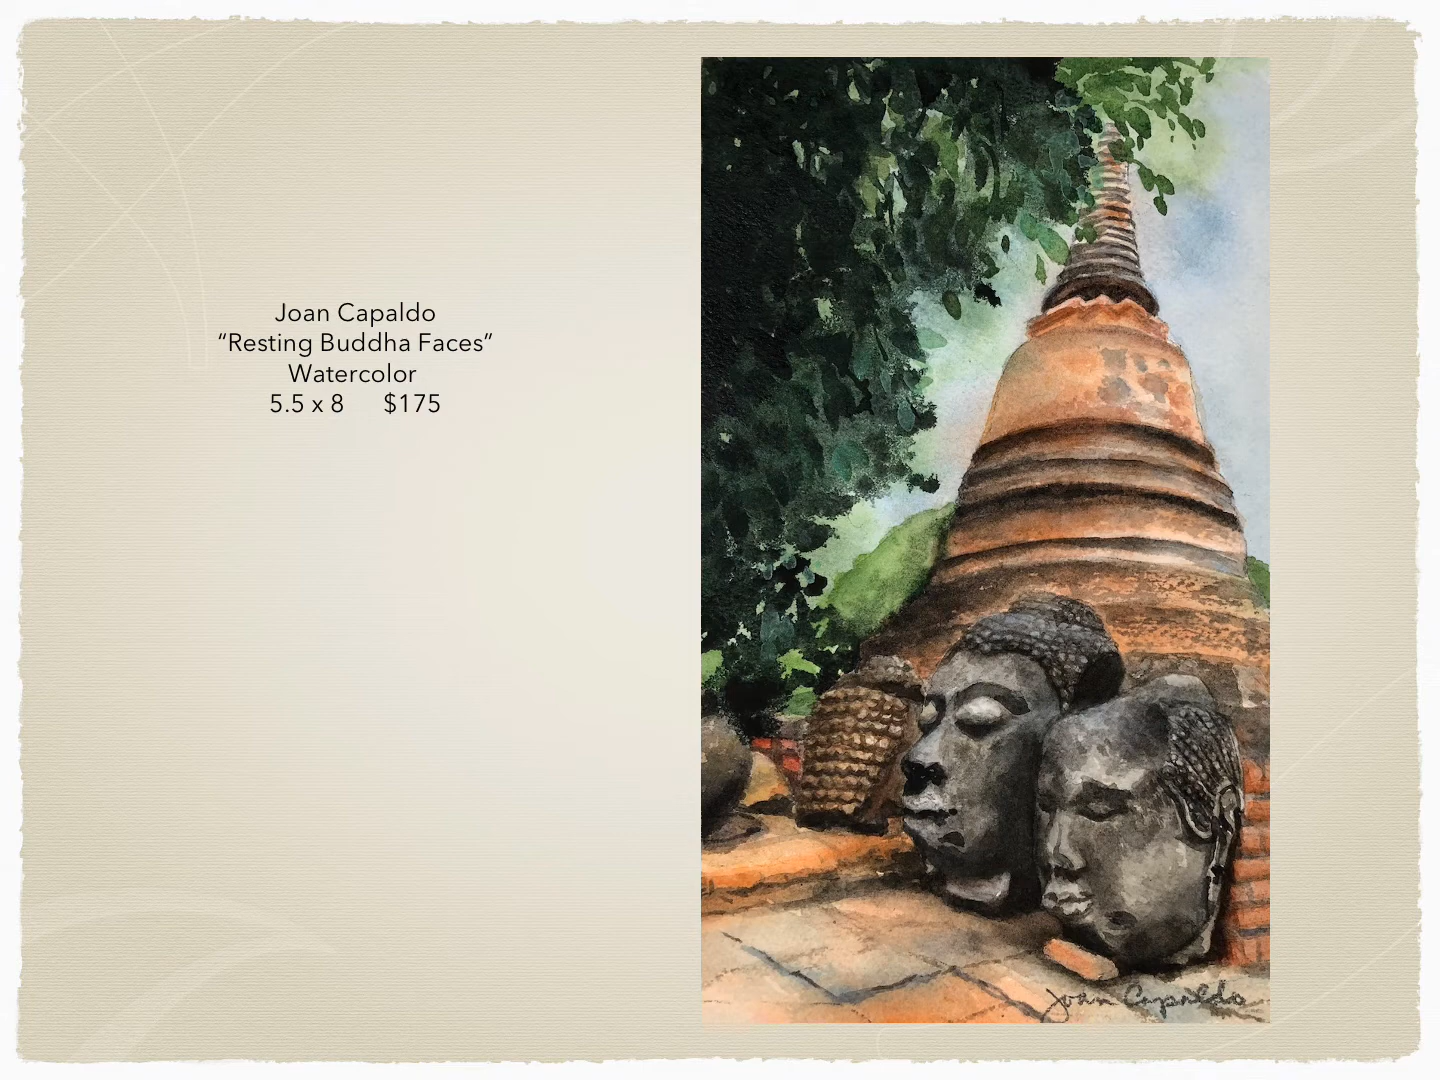 Joan Capaldo
“Resting Buddha Faces”
Watercolor
5.5 x 8 $175
Joan Capaldo